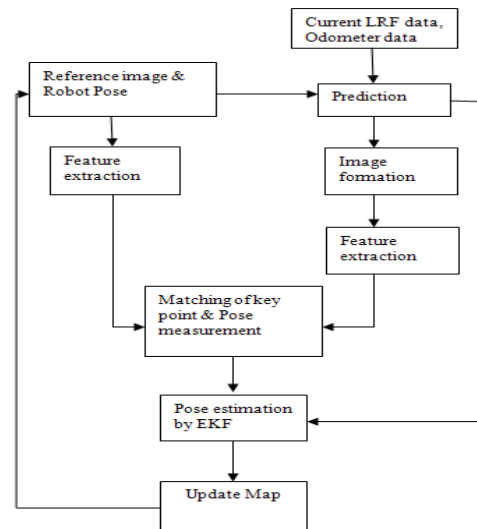 Current LRF data,
Odometer data
Reference image &
Robot Pose
Prediction
Feature
extraction
Image
formation
Feature
extraction
Matching of key
point & Pose
measurement
Pose estimation
by EKF
Update Map